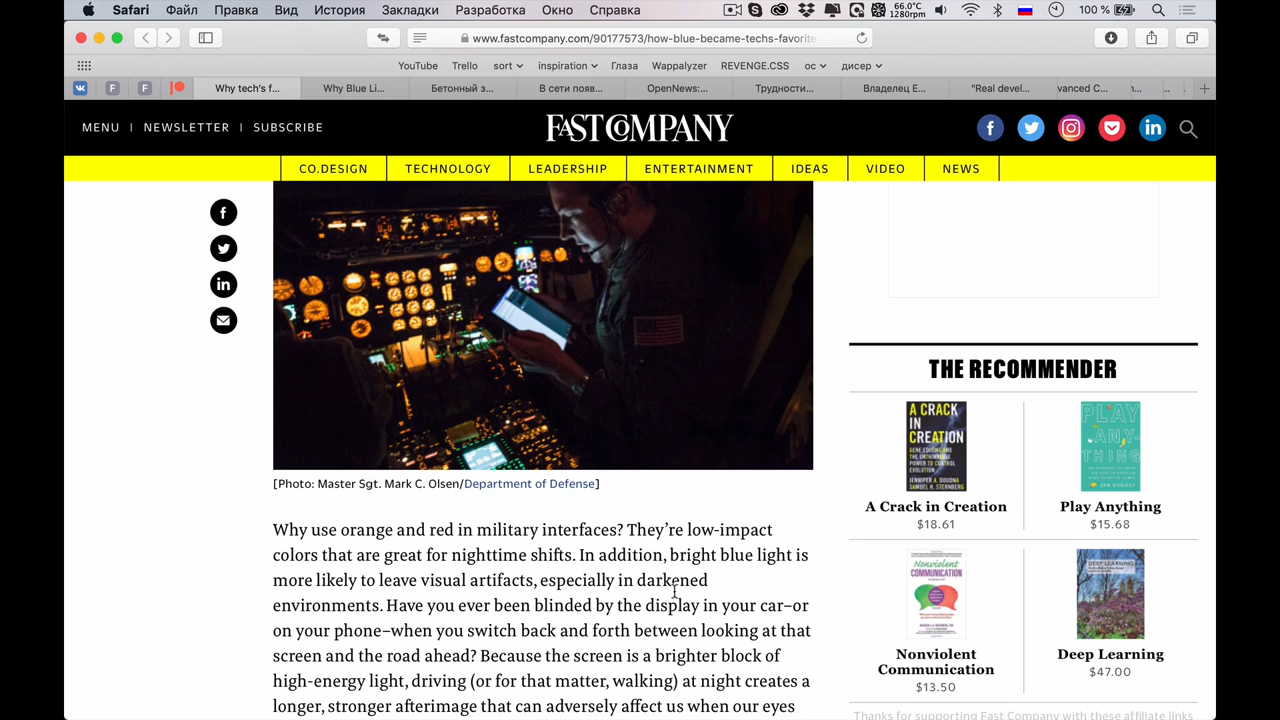 Safari Файл Правка Вид История Закладки Разработка Окно Справка 66.0°C 1280rpm 100 %
www.fastcompany.com/90177573/how-blue-became-techs-favorite
YouTube Trello sort inspiration Глаза Wappalyzer REVENGE.CSS ос дисер
Why tech's f... Why Blue Li... Бетонный з... В сети появ... OpenNews:... Трудности... Владелец Е... "Real devel... vanced C...
MENU | NEWSLETTER | SUBSCRIBE
FAST COMPANY
CO.DESIGN TECHNOLOGY LEADERSHIP ENTERTAINMENT IDEAS VIDEO NEWS
[Photo: Master Sgt. Mark C. Olsen/Department of Defense]
Why use orange and red in military interfaces? They're low-impact
colors that are great for nighttime shifts. In addition, bright blue light is
more likely to leave visual artifacts, especially in darkened
environments. Have you ever been blinded by the display in your car–or
on your phone–when you switch back and forth between looking at that
screen and the road ahead? Because the screen is a brighter block of
high-energy light, driving (or for that matter, walking) at night creates a
longer, stronger afterimage that can adversely affect us when our eyes
THE RECOMMENDER
A CRACK
IN
CREATION
GENE EDITING AND
THE UNTHINKABLE
POWER TO CONTROL
EVOLUTION
JENNIFER A. DOUDNA
SAMUEL H. STERNBERG
A Crack in Creation
$18.61
PLAY
ANY-
THING
IAN BOGOST
Play Anything
$15.68
Nonviolent
COMMUNICATION
Nonviolent
Communication
$13.50
DEEP LEARNING
Deep Learning
$47.00
Thanks for supporting Fast Company with these affiliate links